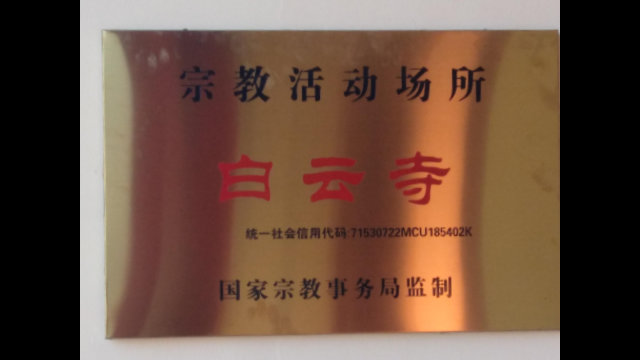 宗教活动场所
白云寺
统一社会信用代码:71530722MCU185402K
国家宗教事务局监制